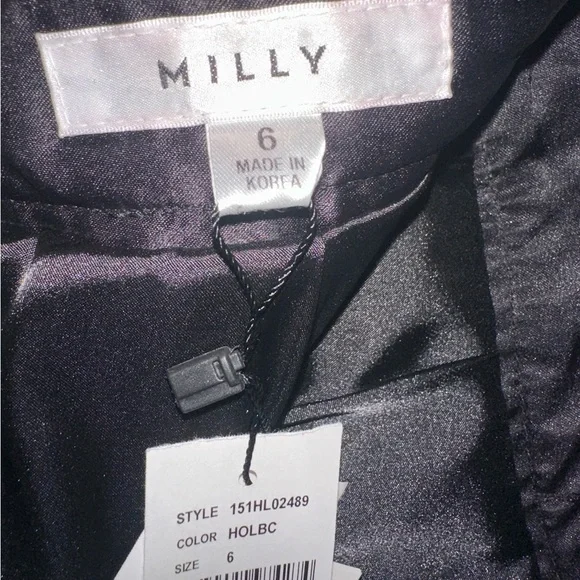 MILLY
6
MADE IN
KOREA
STYLE 151HL02489
COLOR HOLBC
SIZE 6